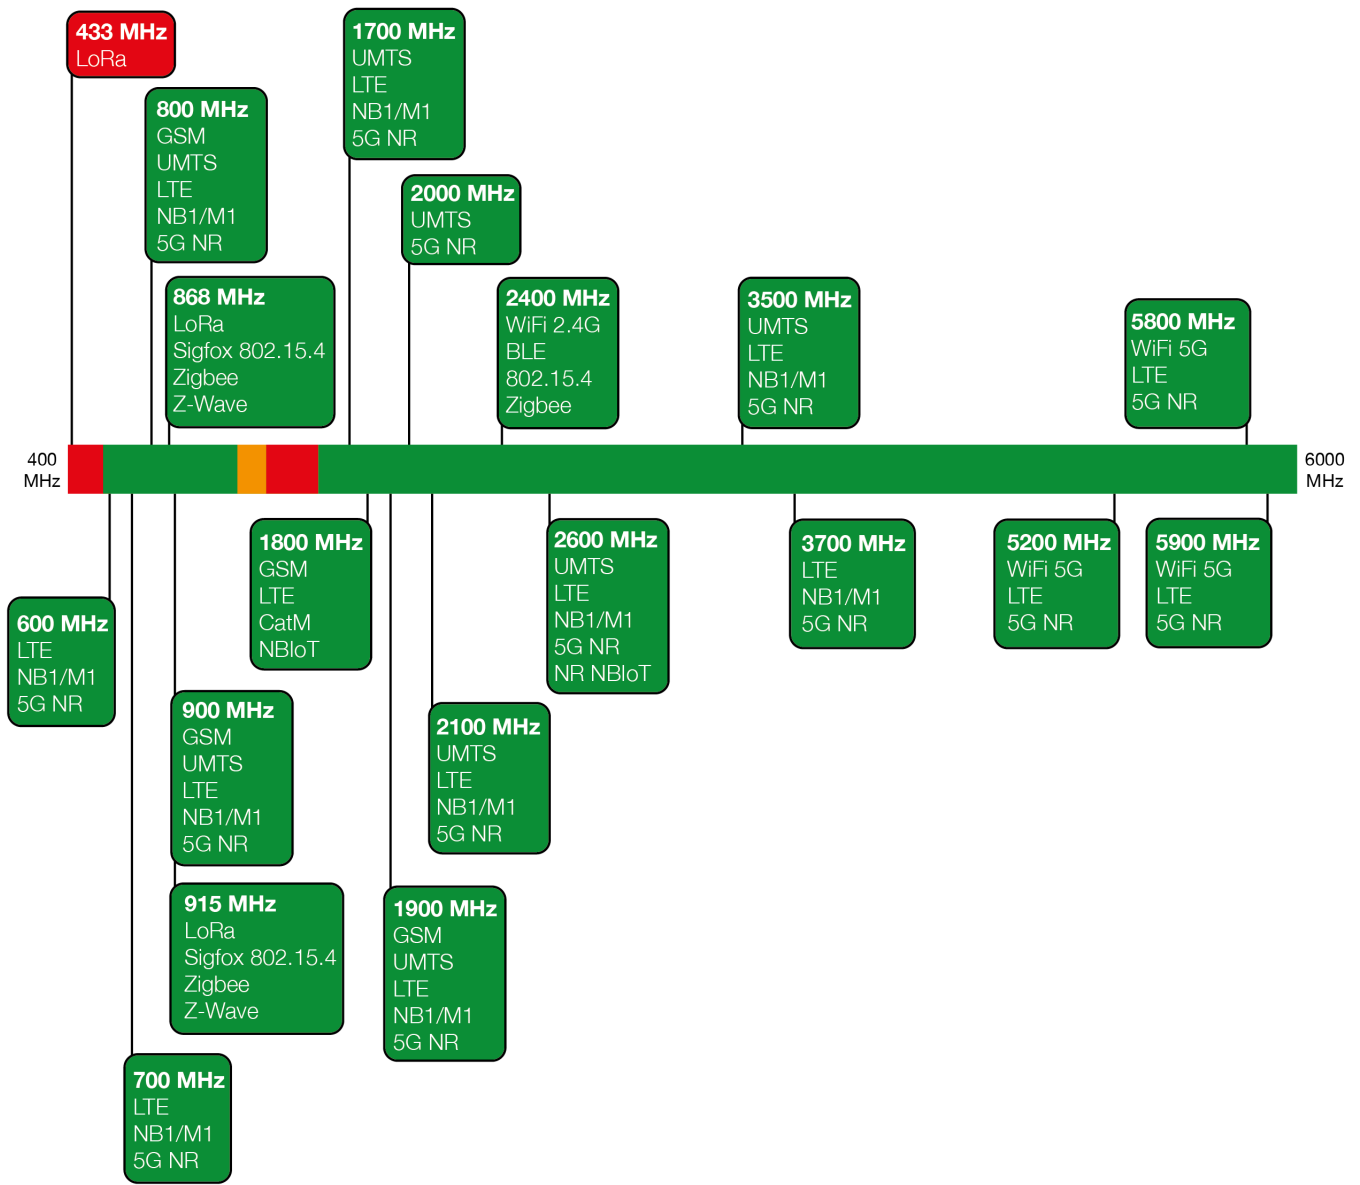 433 MHz
LoRa
1700 MHz
UMTS
LTE
NB1/M1
5G NR
800 MHz
GSM
UMTS
LTE
NB1/M1
5G NR
2000 MHz
UMTS
5G NR
868 MHz
LoRa
Sigfox 802.15.4
Zigbee
Z-Wave
2400 MHz
WiFi 2.4G
BLE
802.15.4
Zigbee
3500 MHz
UMTS
LTE
NB1/M1
5G NR
5800 MHz
WiFi 5G
LTE
5G NR
400
MHz
6000
MHz
600 MHz
LTE
NB1/M1
5G NR
1800 MHz
GSM
LTE
CatM
NBIoT
2600 MHz
UMTS
LTE
NB1/M1
5G NR
NR NBIoT
3700 MHz
LTE
NB1/M1
5G NR
5200 MHz
WiFi 5G
LTE
5G NR
5900 MHz
WiFi 5G
LTE
5G NR
900 MHz
GSM
UMTS
LTE
NB1/M1
5G NR
2100 MHz
UMTS
LTE
NB1/M1
5G NR
915 MHz
LoRa
Sigfox 802.15.4
Zigbee
Z-Wave
1900 MHz
GSM
UMTS
LTE
NB1/M1
5G NR
700 MHz
LTE
NB1/M1
5G NR